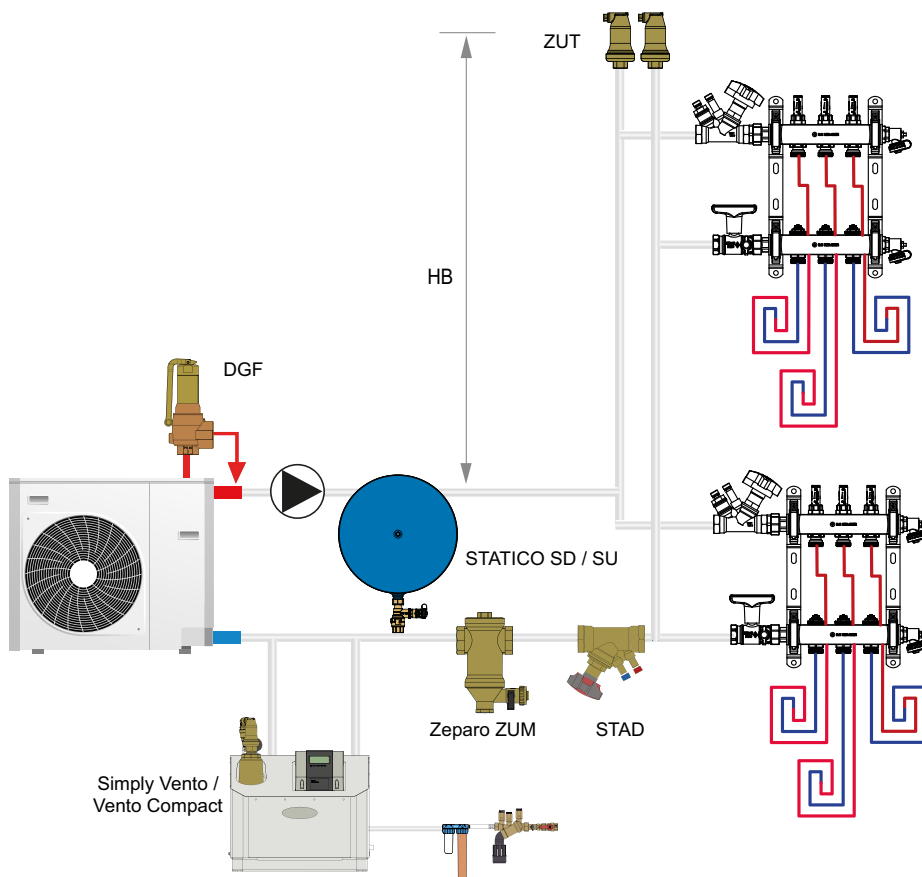 ZUT
HB
DGF
STATICO SD / SU
Zeparo ZUM
STAD
Simply Vento /
Vento Compact